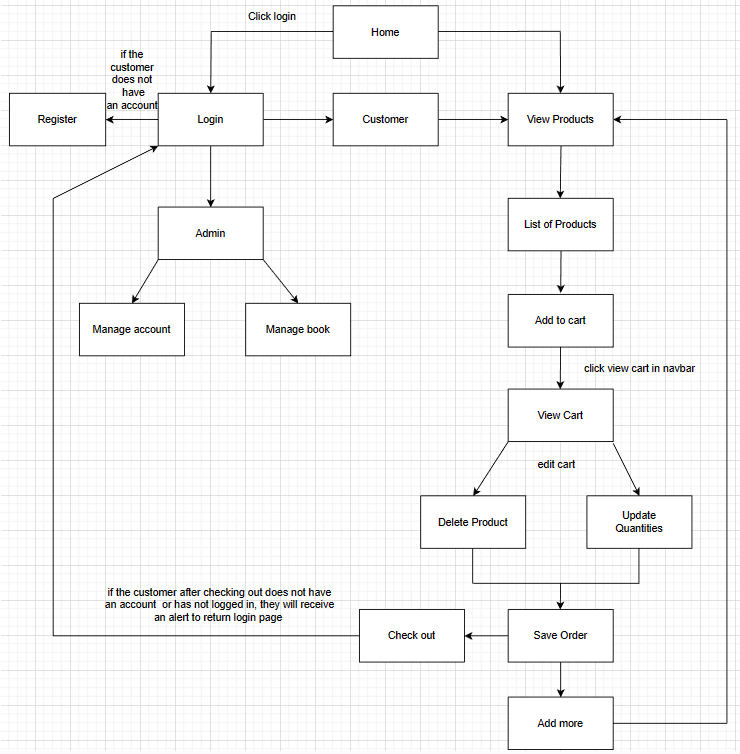 Click login
Home
if the
customer
does not
have
an account
Register
Login
Customer
View Products
List of Products
Admin
Manage account
Manage book
Add to cart
click view cart in navbar
View Cart
edit cart
Delete Product
Update
Quantities
if the customer after checking out does not have
an account or has not logged in, they will receive
an alert to return login page
Check out
Save Order
Add more